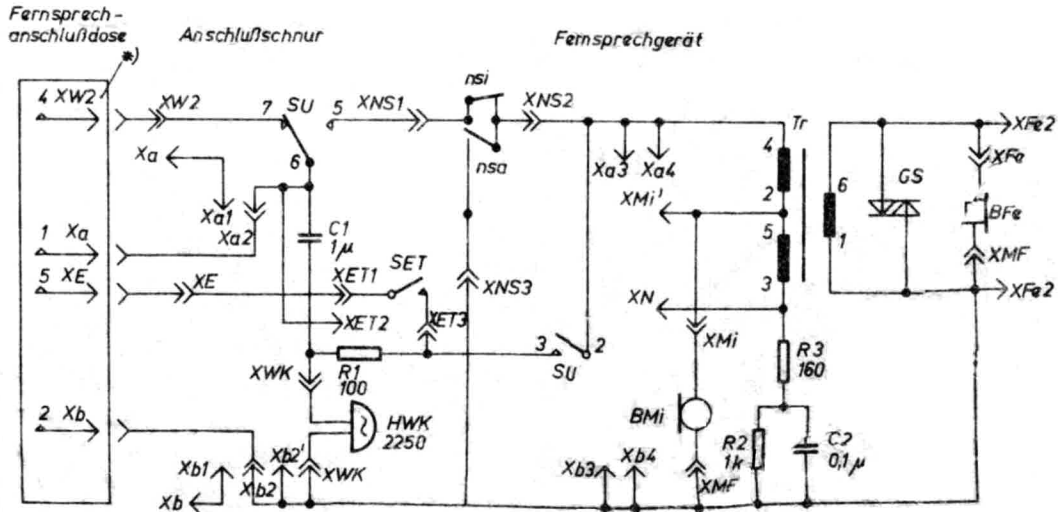 Fernsprech-
anschlußdose
*)
Anschlußschnur
Fernsprechgerät
4 XW2
XW2
7 SU
5 XNS1
nsi
XNS2
6
nsa
Xa
Xa1
Xa2
Xa3
Xa4
Tr
4
2
5
3
6
1
GS
XFe2
XFe
BFe
XMF
XFe2
XMi'
1 Xa
C1
1µ
5 XE
XE
XET1
SET
XNS3
XN
XET2
XET3
XMi
R3
160
3
2
SU
XWK
R1
100
2 Xb
HWK
2250
BMi
R2
1k
C2
0,1µ
Xb1
Xb
Xb2
Xb2'
XWK
Xb3
Xb4
XMF